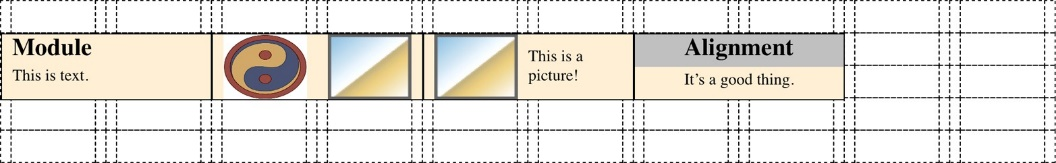 Module
This is text.
This is a
picture!
Alignment
It's a good thing.